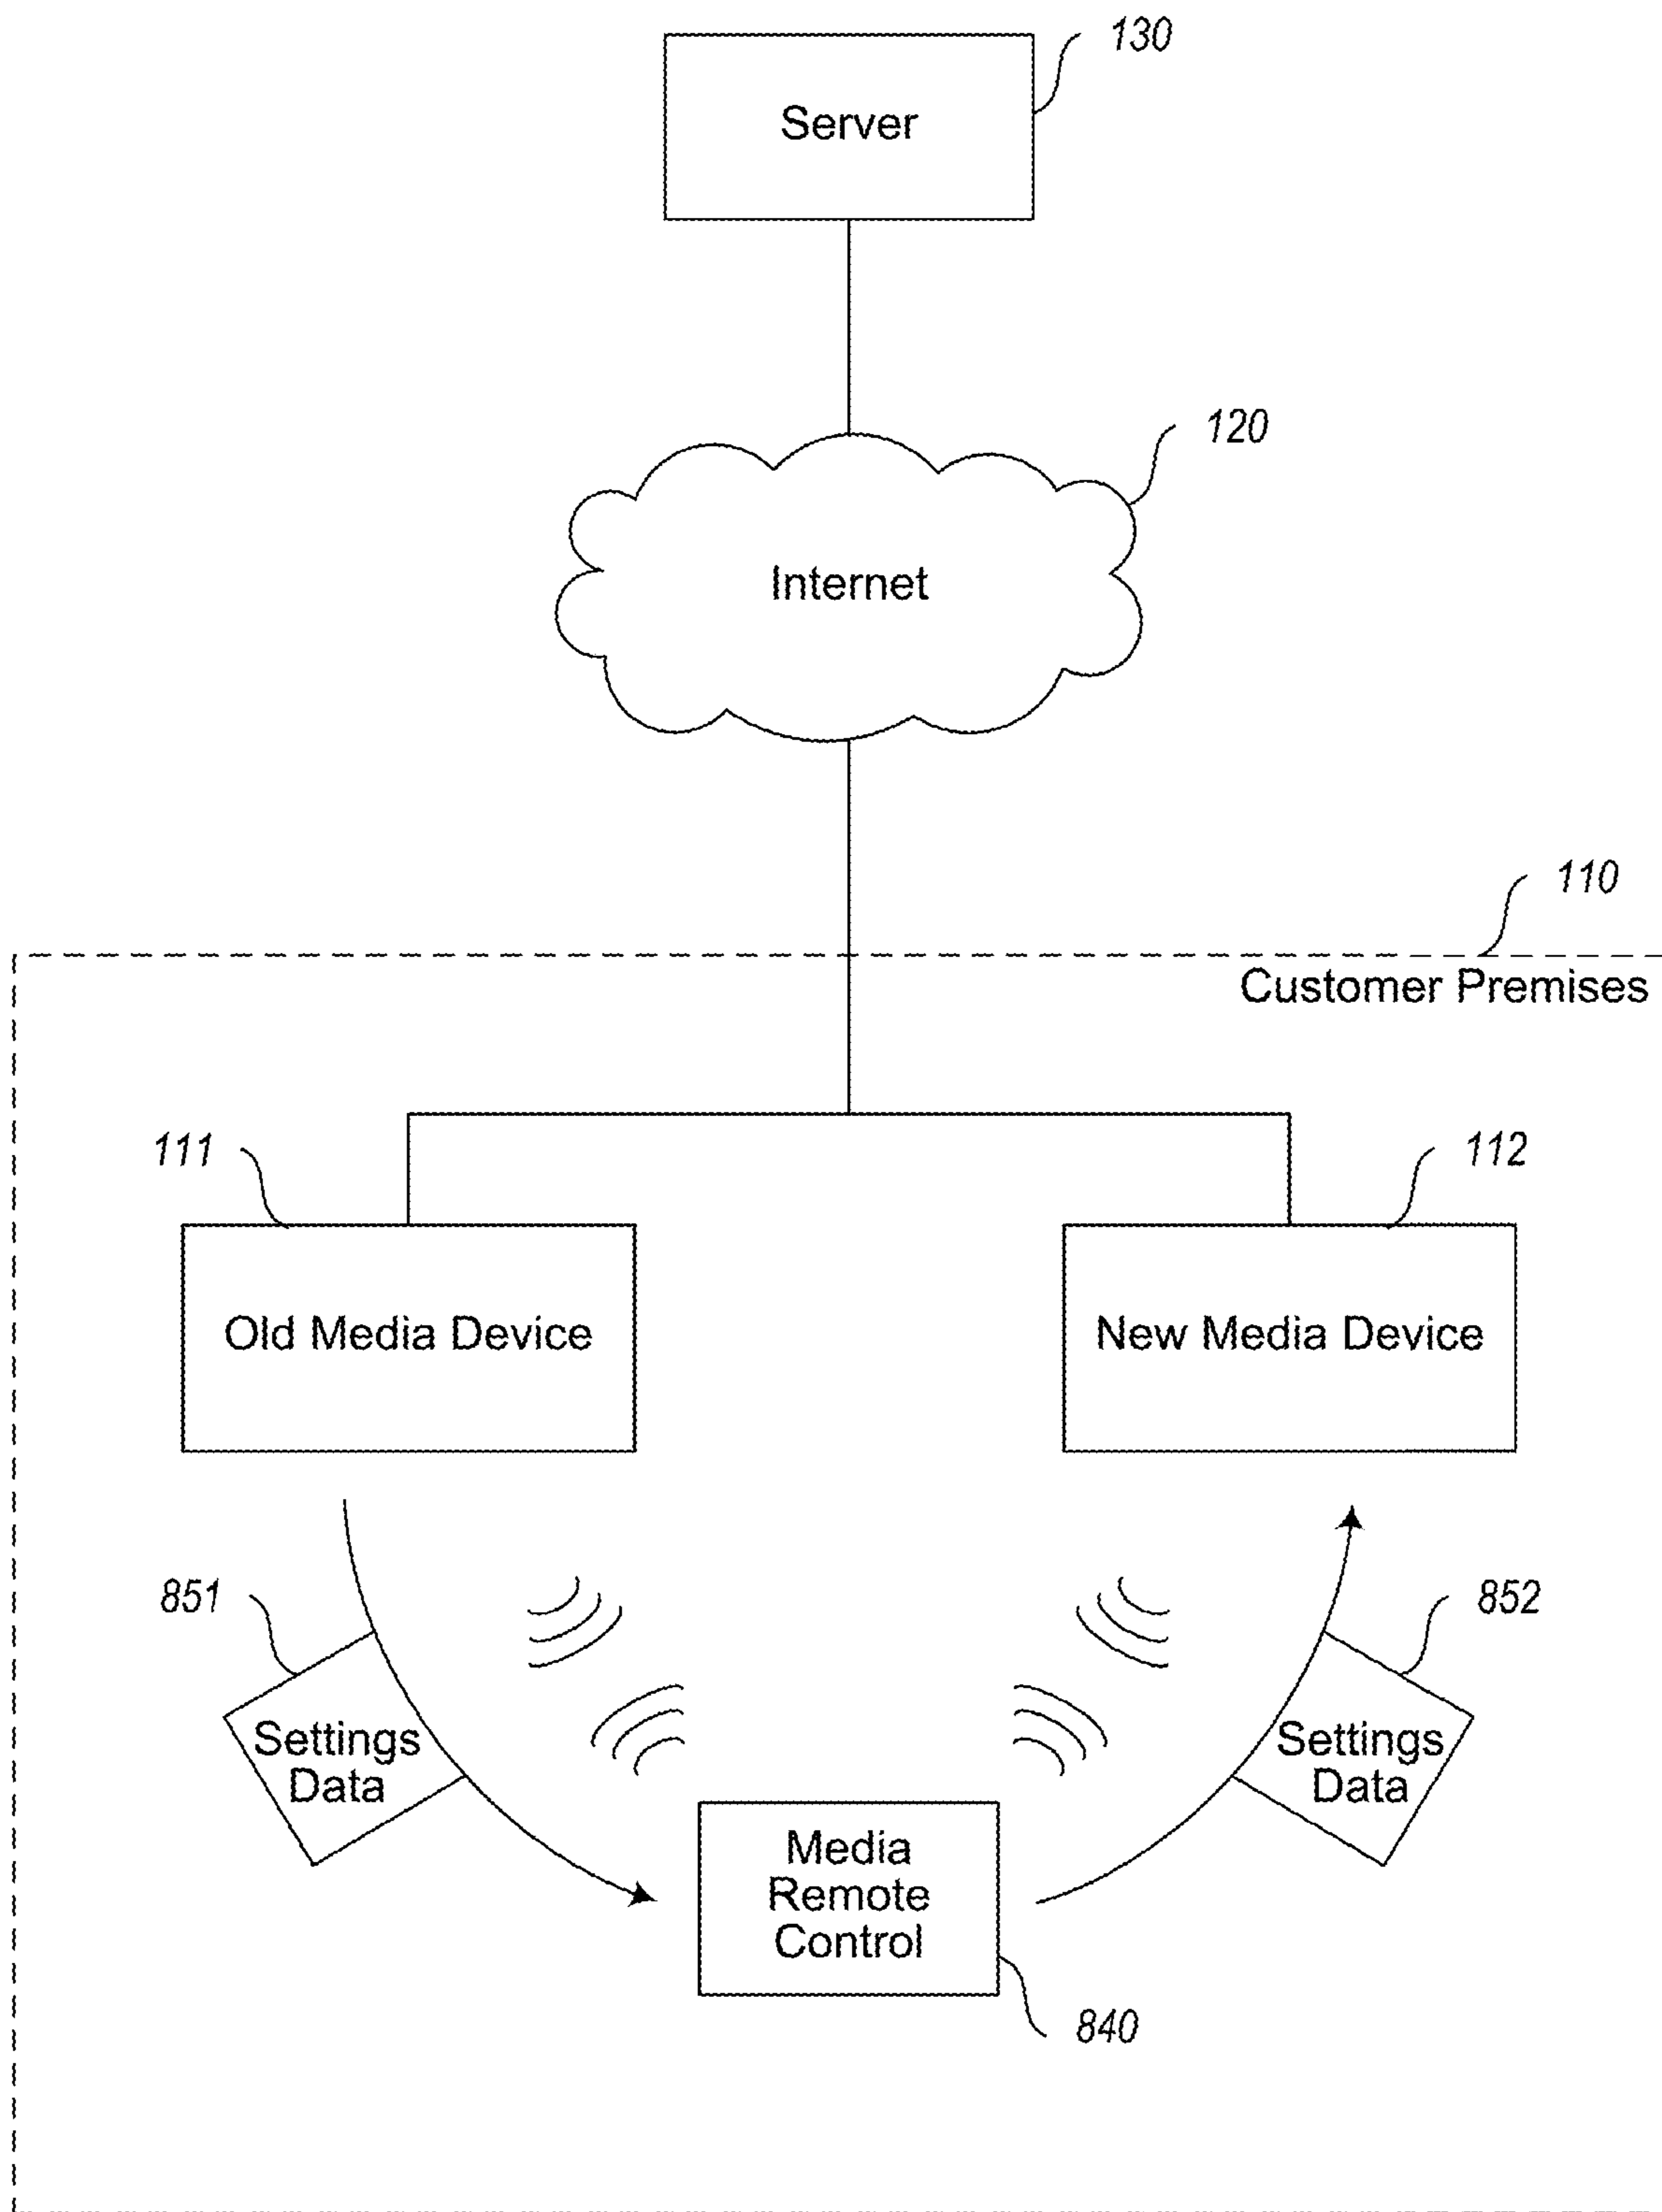 130
Server
120
Internet
110
Customer Premises
111
112
Old Media Device
New Media Device
851
852
Settings
Data
Settings
Data
Media
Remote
Control
840